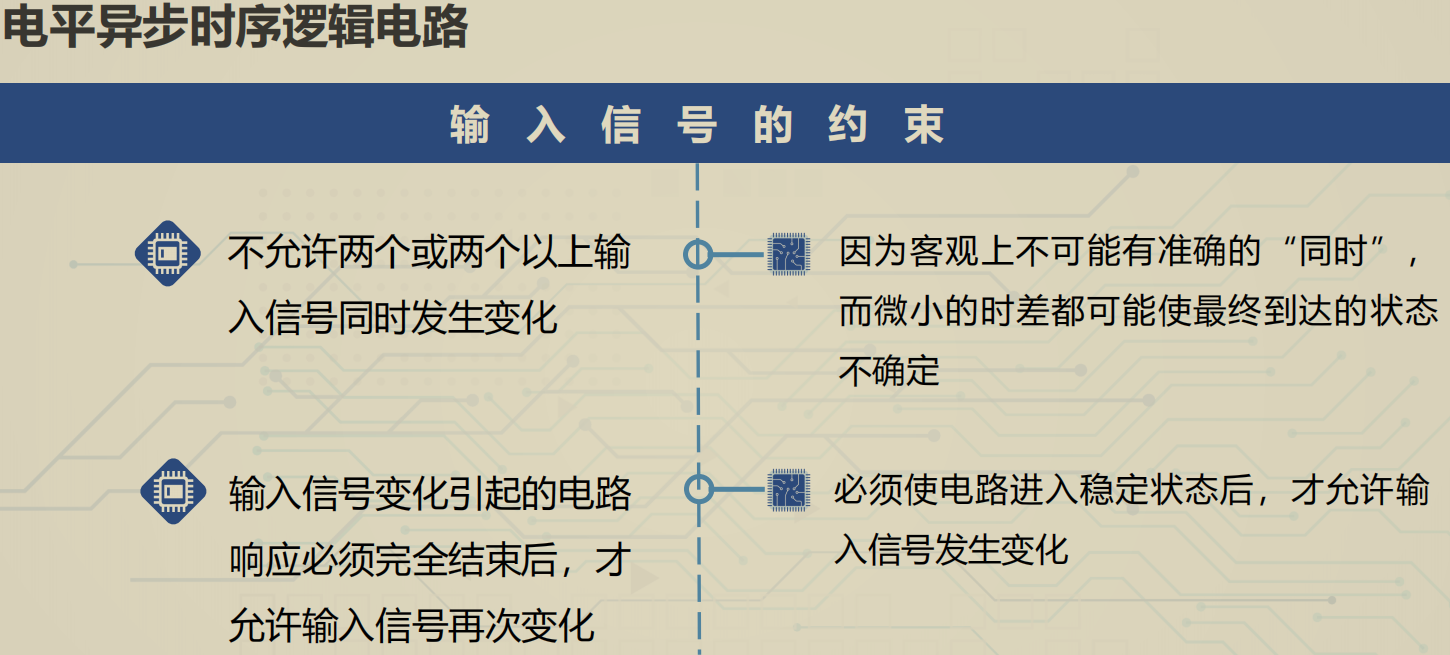 电平异步时序逻辑电路
输入信号的约束
不允许两个或两个以上输
入信号同时发生变化
因为客观上不可能有准确的“同时”，
而微小的时差都可能使最终到达的状态
不确定
输入信号变化引起的电路
响应必须完全结束后，才
允许输入信号再次变化
必须使电路进入稳定状态后，才允许输
入信号发生变化